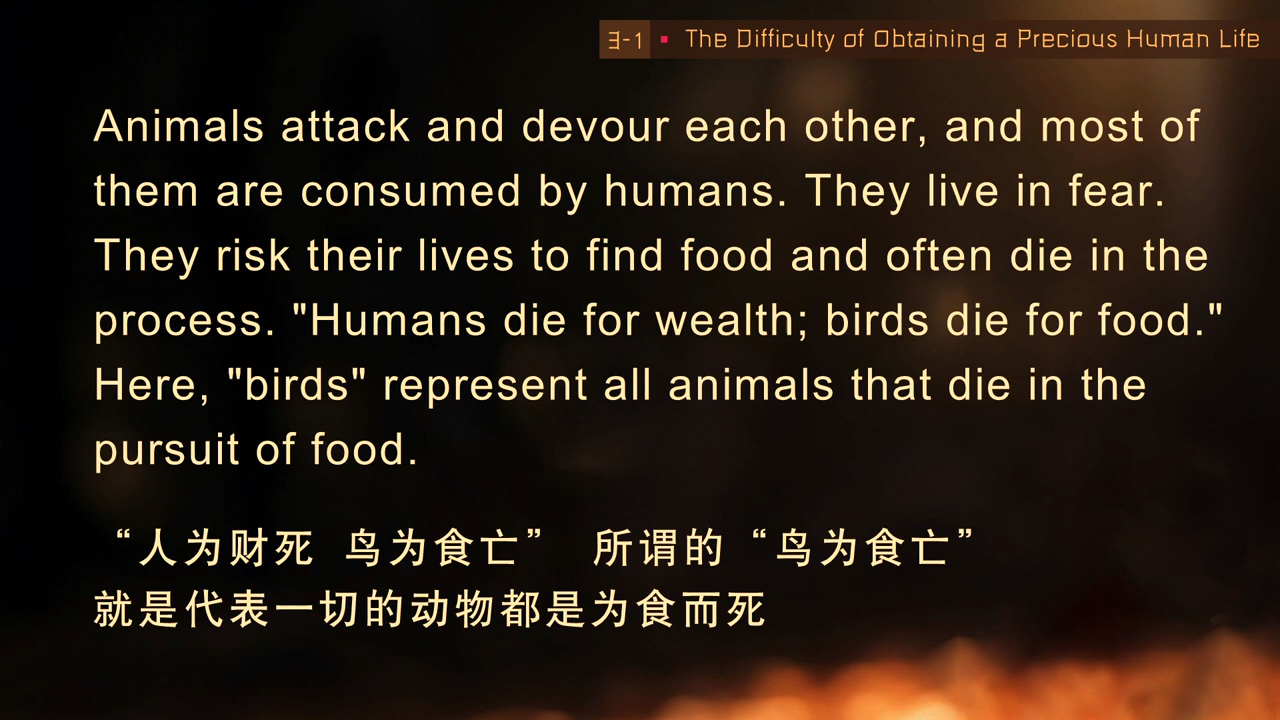 3-1 ▪ The Difficulty of Obtaining a Precious Human Life
Animals attack and devour each other, and most of
them are consumed by humans. They live in fear.
They risk their lives to find food and often die in the
process. "Humans die for wealth; birds die for food."
Here, "birds" represent all animals that die in the
pursuit of food.
“人为财死 鸟为食亡” 所谓的“鸟为食亡”
就是代表一切的动物都是为食而死